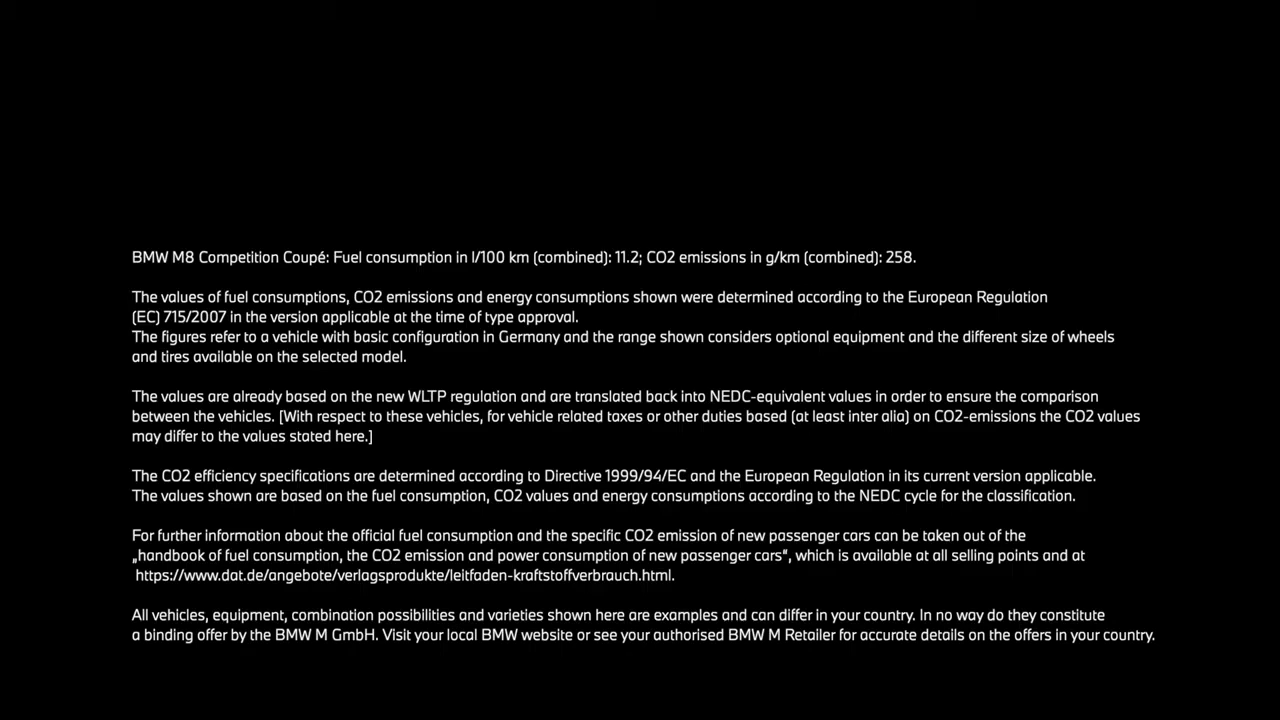 BMW M8 Competition Coupé: Fuel consumption in l/100 km (combined): 11.2; CO2 emissions in g/km (combined): 258.
The values of fuel consumptions, CO2 emissions and energy consumptions shown were determined according to the European Regulation
(EC) 715/2007 in the version applicable at the time of type approval.
The figures refer to a vehicle with basic configuration in Germany and the range shown considers optional equipment and the different size of wheels
and tires available on the selected model.
The values are already based on the new WLTP regulation and are translated back into NEDC-equivalent values in order to ensure the comparison
between the vehicles. [With respect to these vehicles, for vehicle related taxes or other duties based (at least inter alia) on CO2-emissions the CO2 values
may differ to the values stated here.]
The CO2 efficiency specifications are determined according to Directive 1999/94/EC and the European Regulation in its current version applicable.
The values shown are based on the fuel consumption, CO2 values and energy consumptions according to the NEDC cycle for the classification.
For further information about the official fuel consumption and the specific CO2 emission of new passenger cars can be taken out of the
„handbook of fuel consumption, the CO2 emission and power consumption of new passenger cars“, which is available at all selling points and at
https://www.dat.de/angebote/verlagsprodukte/leitfaden-kraftstoffverbrauch.html.
All vehicles, equipment, combination possibilities and varieties shown here are examples and can differ in your country. In no way do they constitute
a binding offer by the BMW M GmbH. Visit your local BMW website or see your authorised BMW M Retailer for accurate details on the offers in your country.